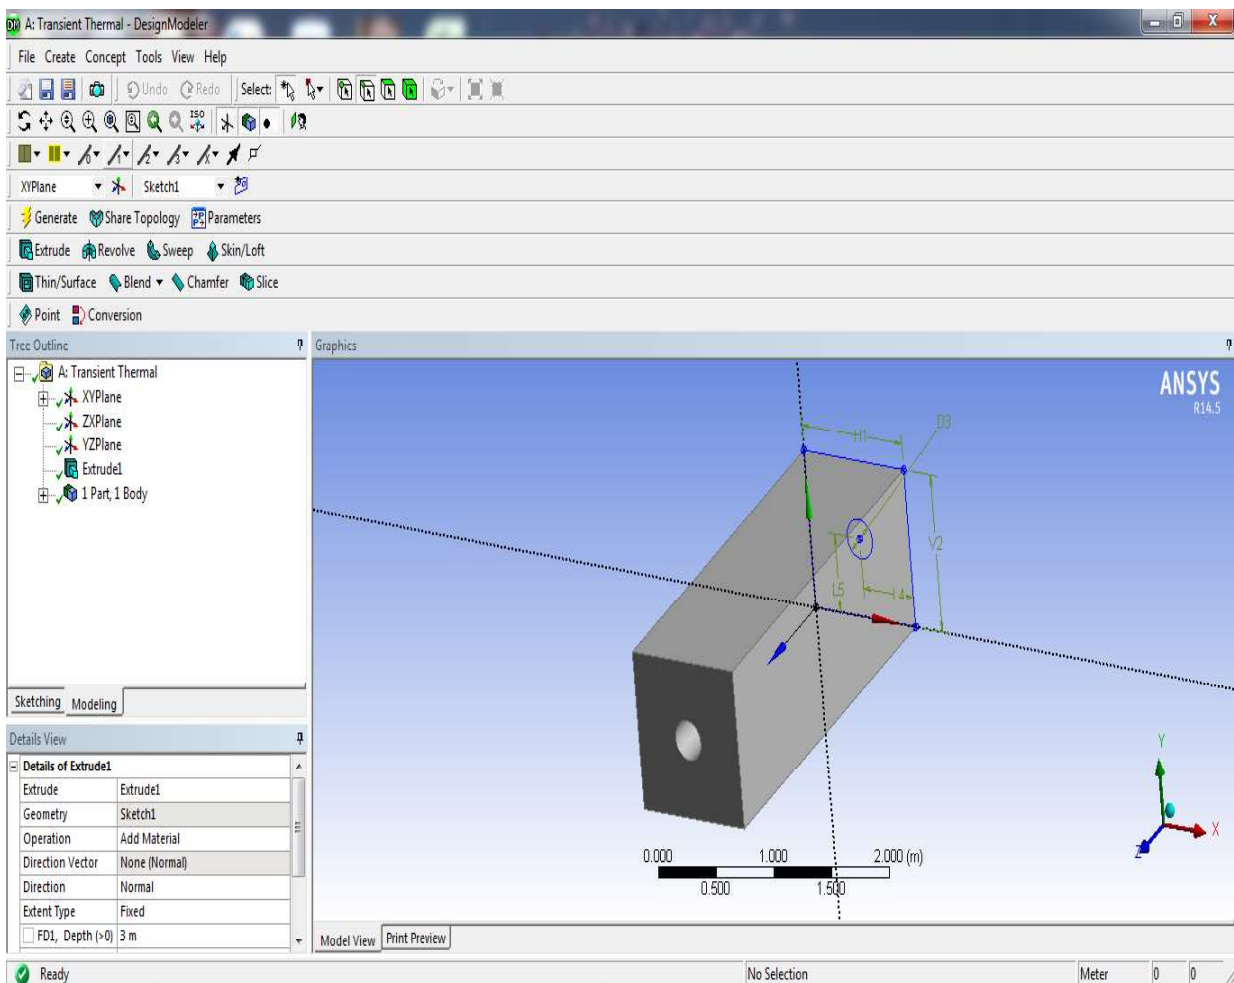 A: Transient Thermal - DesignModeler
File Create Concept Tools View Help
Undo Redo Select:
ISO
XYPlane Sketch1
Generate Share Topology Parameters
Extrude Revolve Sweep Skin/Loft
Thin/Surface Blend Chamfer Slice
Point Conversion
Tree Outline
A: Transient Thermal
XYPlane
ZXPlane
YZPlane
Extrude1
1 Part, 1 Body
Sketching Modeling
Details View
Details of Extrude1
Extrude Extrude1
Geometry Sketch1
Operation Add Material
Direction Vector None (Normal)
Direction Normal
Extent Type Fixed
FD1, Depth (>0) 3 m
Graphics
ANSYS
R14.5
H1
D3
V2
L5
L4
Y
X
Z
0.000 1.000 2.000 (m)
0.500 1.500
Model View Print Preview
Ready No Selection Meter 0 0